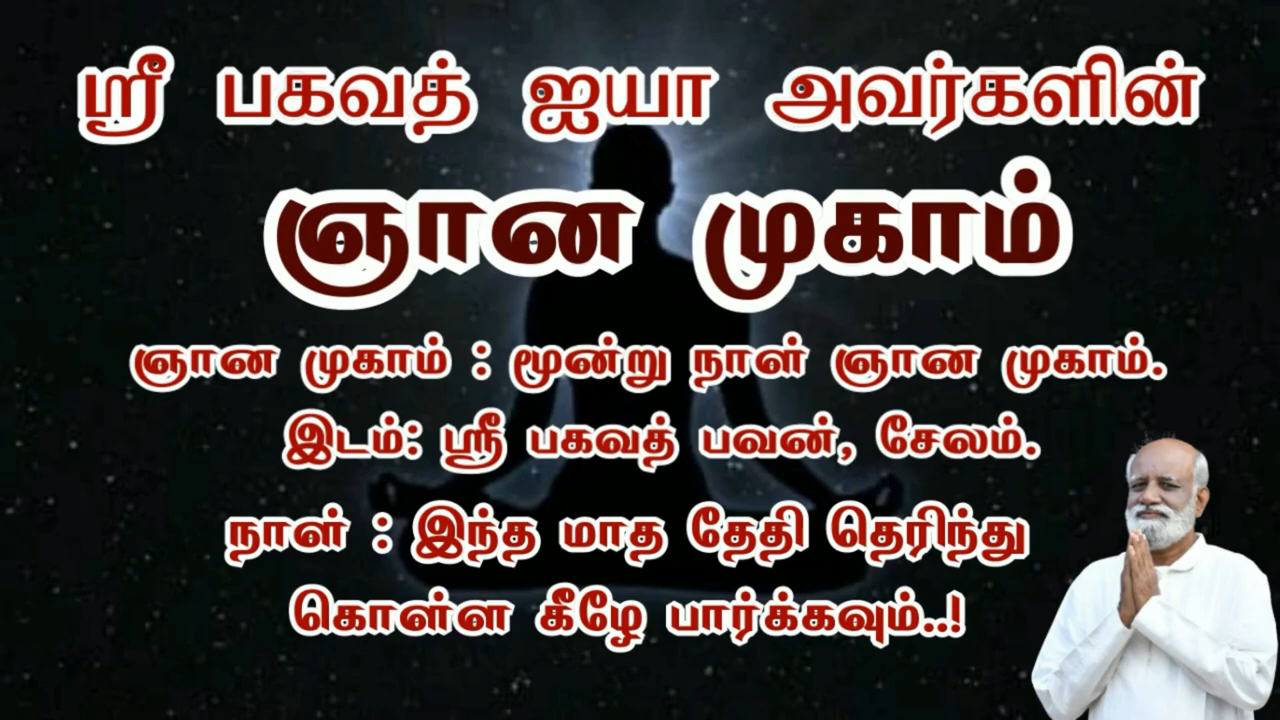 ஸ்ரீ பகவத் ஐயா அவர்களின்
ஞான முகாம்
ஞான முகாம் : மூன்று நாள் ஞான முகாம்.
இடம்: ஸ்ரீ பகவத் பவன், சேலம்.
நாள் : இந்த மாத தேதி தெரிந்து
கொள்ள கீழே பார்க்கவும்..!